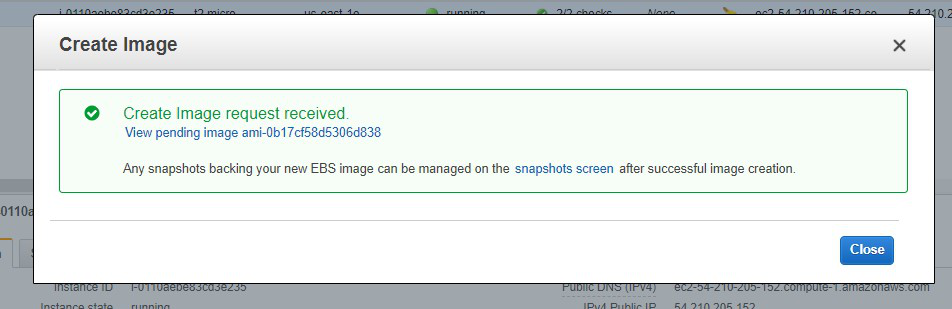 i-0110aebe83cd3e235 t2.micro us-east-1e running 2/2 checks None ec2-54-210-205-152.co 54.210.2
Create Image
Create Image request received.
View pending image ami-0b17cf58d5306d838
Any snapshots backing your new EBS image can be managed on the snapshots screen after successful image creation.
0110a
Close
Instance ID i-0110aebe83cd3e235 Public DNS (IPv4) ec2-54-210-205-152.compute-1.amazonaws.com
Instance state running IPv4 Public IP 54.210.205.152